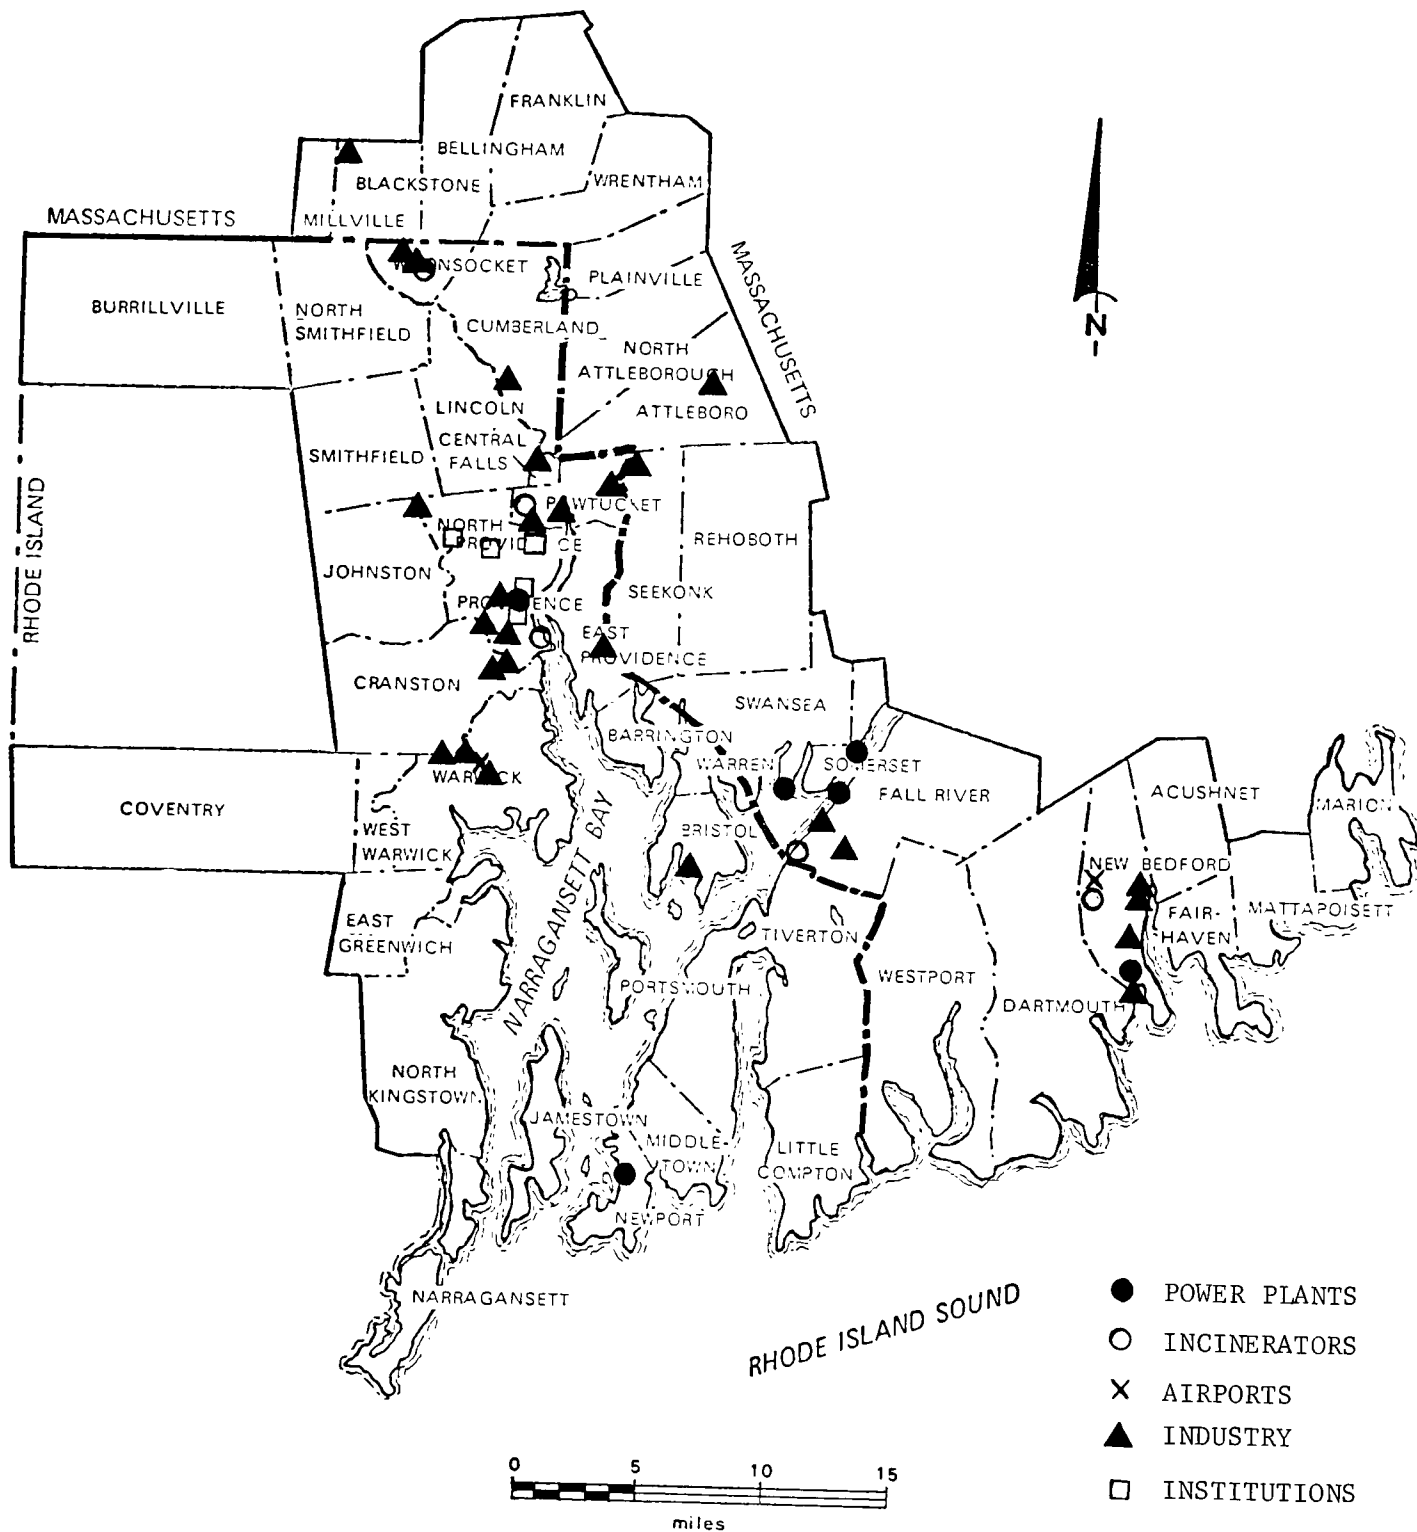 FRANKLIN
BELLINGHAM
BLACKSTONE
WRENTHAM
MASSACHUSETTS
MILLVILLE
WOONSOCKET
PLAINVILLE
MASSACHUSETTS
BURRILLVILLE
NORTH
SMITHFIELD
CUMBERLAND
N
NORTH
ATTLEBOROUGH
ATTLEBORO
LINCOLN
CENTRAL
FALLS
SMITHFIELD
RHODE ISLAND
PAWTUCKET
NORTH
PROVIDENCE
REHOBOTH
JOHNSTON
SEEKONK
PROVIDENCE
EAST
PROVIDENCE
CRANSTON
SWANSEA
BARRINGTON
WARREN
SOMERSET
WARWICK
FALL RIVER
ACUSHNET
MARION
COVENTRY
NARRAGANSETT BAY
WEST
WARWICK
BRISTOL
NEW BEDFORD
EAST
GREENWICH
FAIR-
HAVEN
MATTAPOISETT
TIVERTON
PORTSMOUTH
WESTPORT
DARTMOUTH
NORTH
KINGSTOWN
JAMESTOWN
MIDDLE-
TOWN
LITTLE
COMPTON
NEWPORT
NARRAGANSETT
RHODE ISLAND SOUND
POWER PLANTS
INCINERATORS
AIRPORTS
INDUSTRY
INSTITUTIONS
0 5 10 15
miles